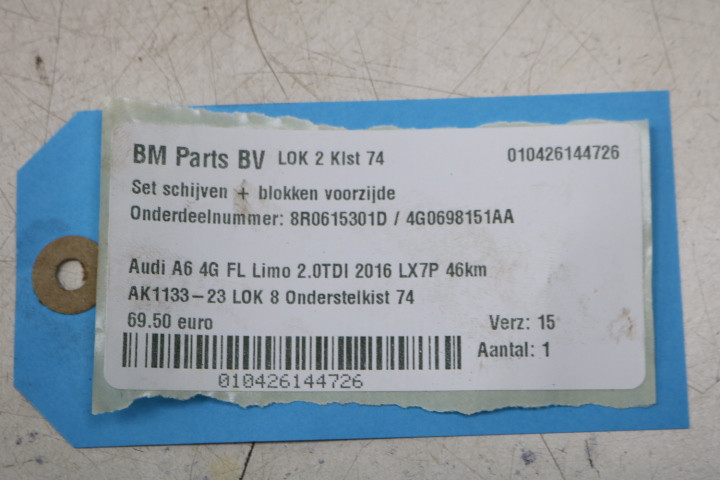 BM Parts BV LOK 2 Klst 74 010426144726
Set schijven + blokken voorzijde
Onderdeelnummer: 8R0615301D / 4G0698151AA
Audi A6 4G FL Limo 2.0TDI 2016 LX7P 46km
AK1133-23 LOK 8 Onderstelkist 74
69.50 euro Verz: 15
Aantal: 1
010426144726